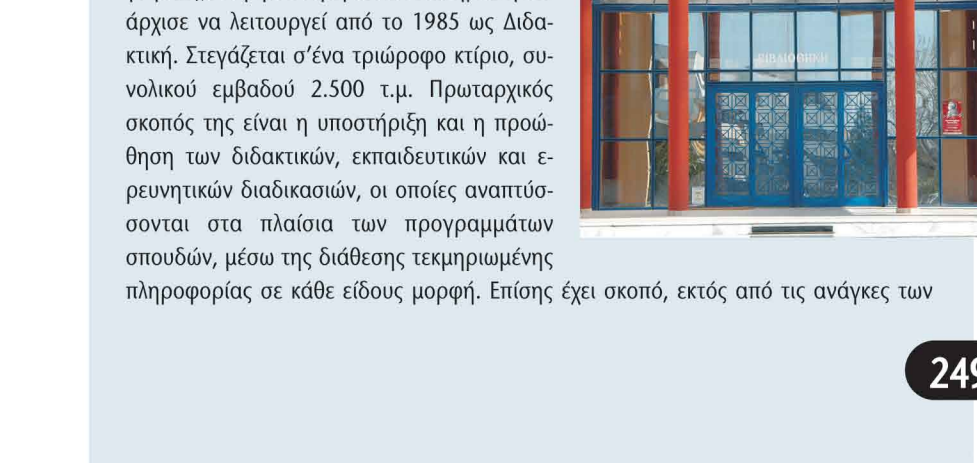 άρχισε να λειτουργεί από το 1985 ως Διδα-
κτική. Στεγάζεται σ’ένα τριώροφο κτίριο, συ-
νολικού εμβαδού 2.500 τ.μ. Πρωταρχικός
σκοπός της είναι η υποστήριξη και η προώ-
θηση των διδακτικών, εκπαιδευτικών και ε-
ρευνητικών διαδικασιών, οι οποίες αναπτύσ-
σονται στα πλαίσια των προγραμμάτων
σπουδών, μέσω της διάθεσης τεκμηριωμένης
πληροφορίας σε κάθε είδους μορφή. Επίσης έχει σκοπό, εκτός από τις ανάγκες των
ΒΙΒΛΙΟΘΗΚΗ
249